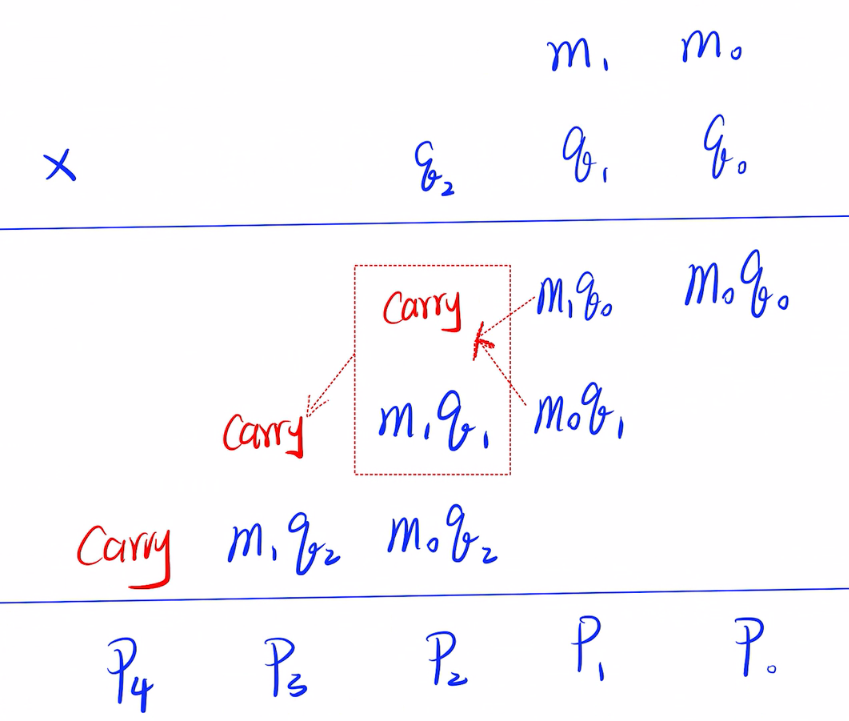 m₁ m₀
× q₂ q₁ q₀
Carry m₁q₀ m₀q₀
Carry m₁q₁ m₀q₁
Carry m₁q₂ m₀q₂
P₄ P₃ P₂ P₁ P₀